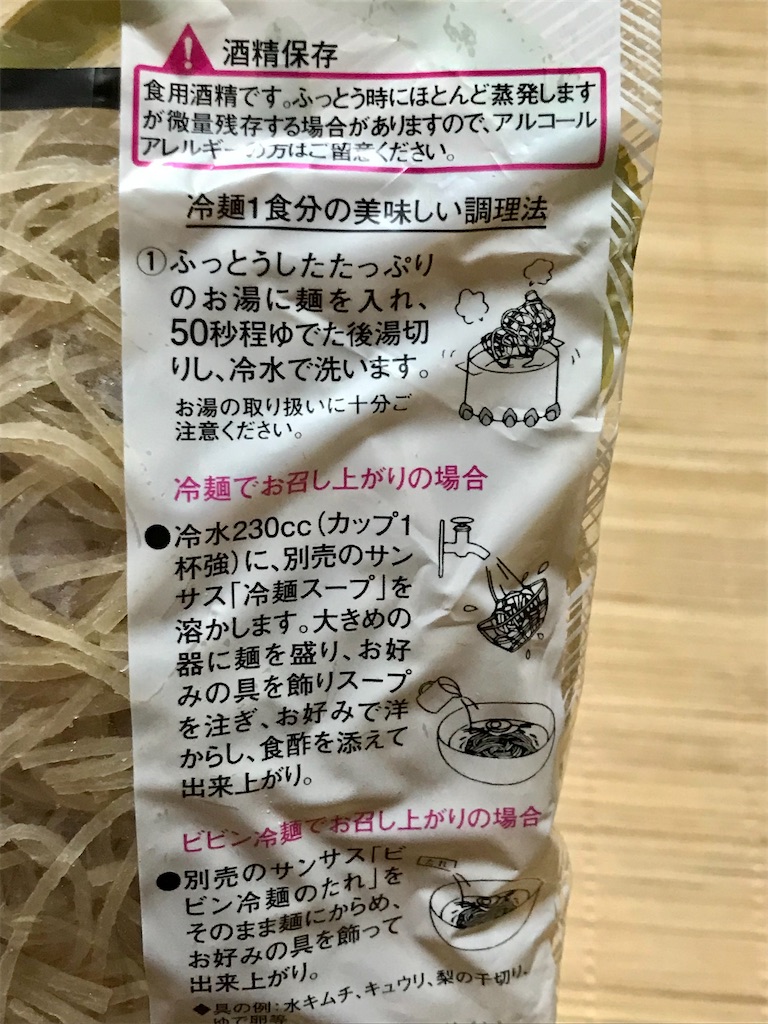 酒精保存
食用酒精です。ふっとう時にほとんど蒸発します
が微量残存する場合がありますので、アルコール
アレルギーの方はご留意ください。
冷麺1食分の美味しい調理法
①ふっとうしたたっぷり
のお湯に麺を入れ、
50秒程ゆでた後湯切
りし、冷水で洗います。
お湯の取り扱いに十分ご
注意ください。
冷麺でお召し上がりの場合
●冷水230cc(カップ1
杯強)に、別売のサン
サス「冷麺スープ」を
溶かします。大きめの
器に麺を盛り、お好
みの具を飾りスープ
を注ぎ、お好みで洋
からし、食酢を添えて
出来上がり。
ビビン冷麺でお召し上がりの場合
●別売のサンサス「ビ
ビン冷麺のたれ」を
そのまま麺にからめ、
お好みの具を飾って
出来上がり。
たれ
◆具の例:水キムチ、キュウリ、梨の千切り、
ゆで卵等